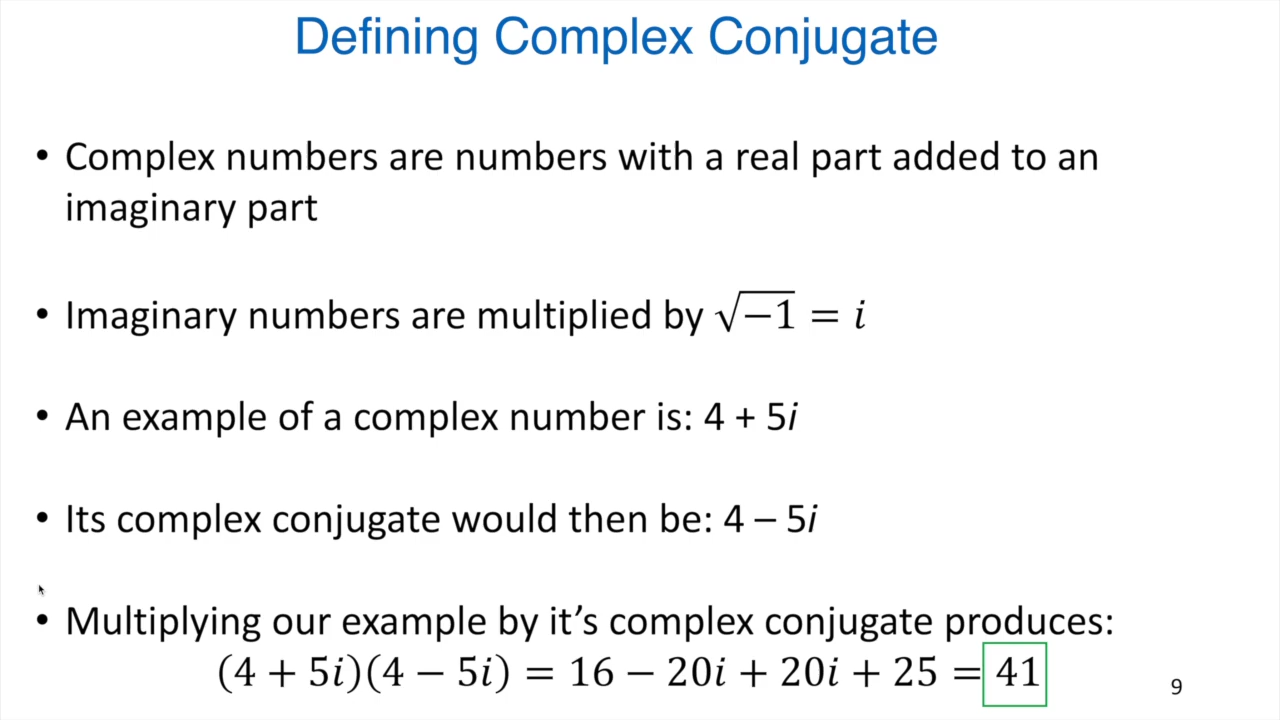 Defining Complex Conjugate
• Complex numbers are numbers with a real part added to an
imaginary part
• Imaginary numbers are multiplied by √−1 = i
• An example of a complex number is: 4 + 5i
• Its complex conjugate would then be: 4 – 5i
• Multiplying our example by it’s complex conjugate produces:
(4 + 5i)(4 − 5i) = 16 − 20i + 20i + 25 = 41
9